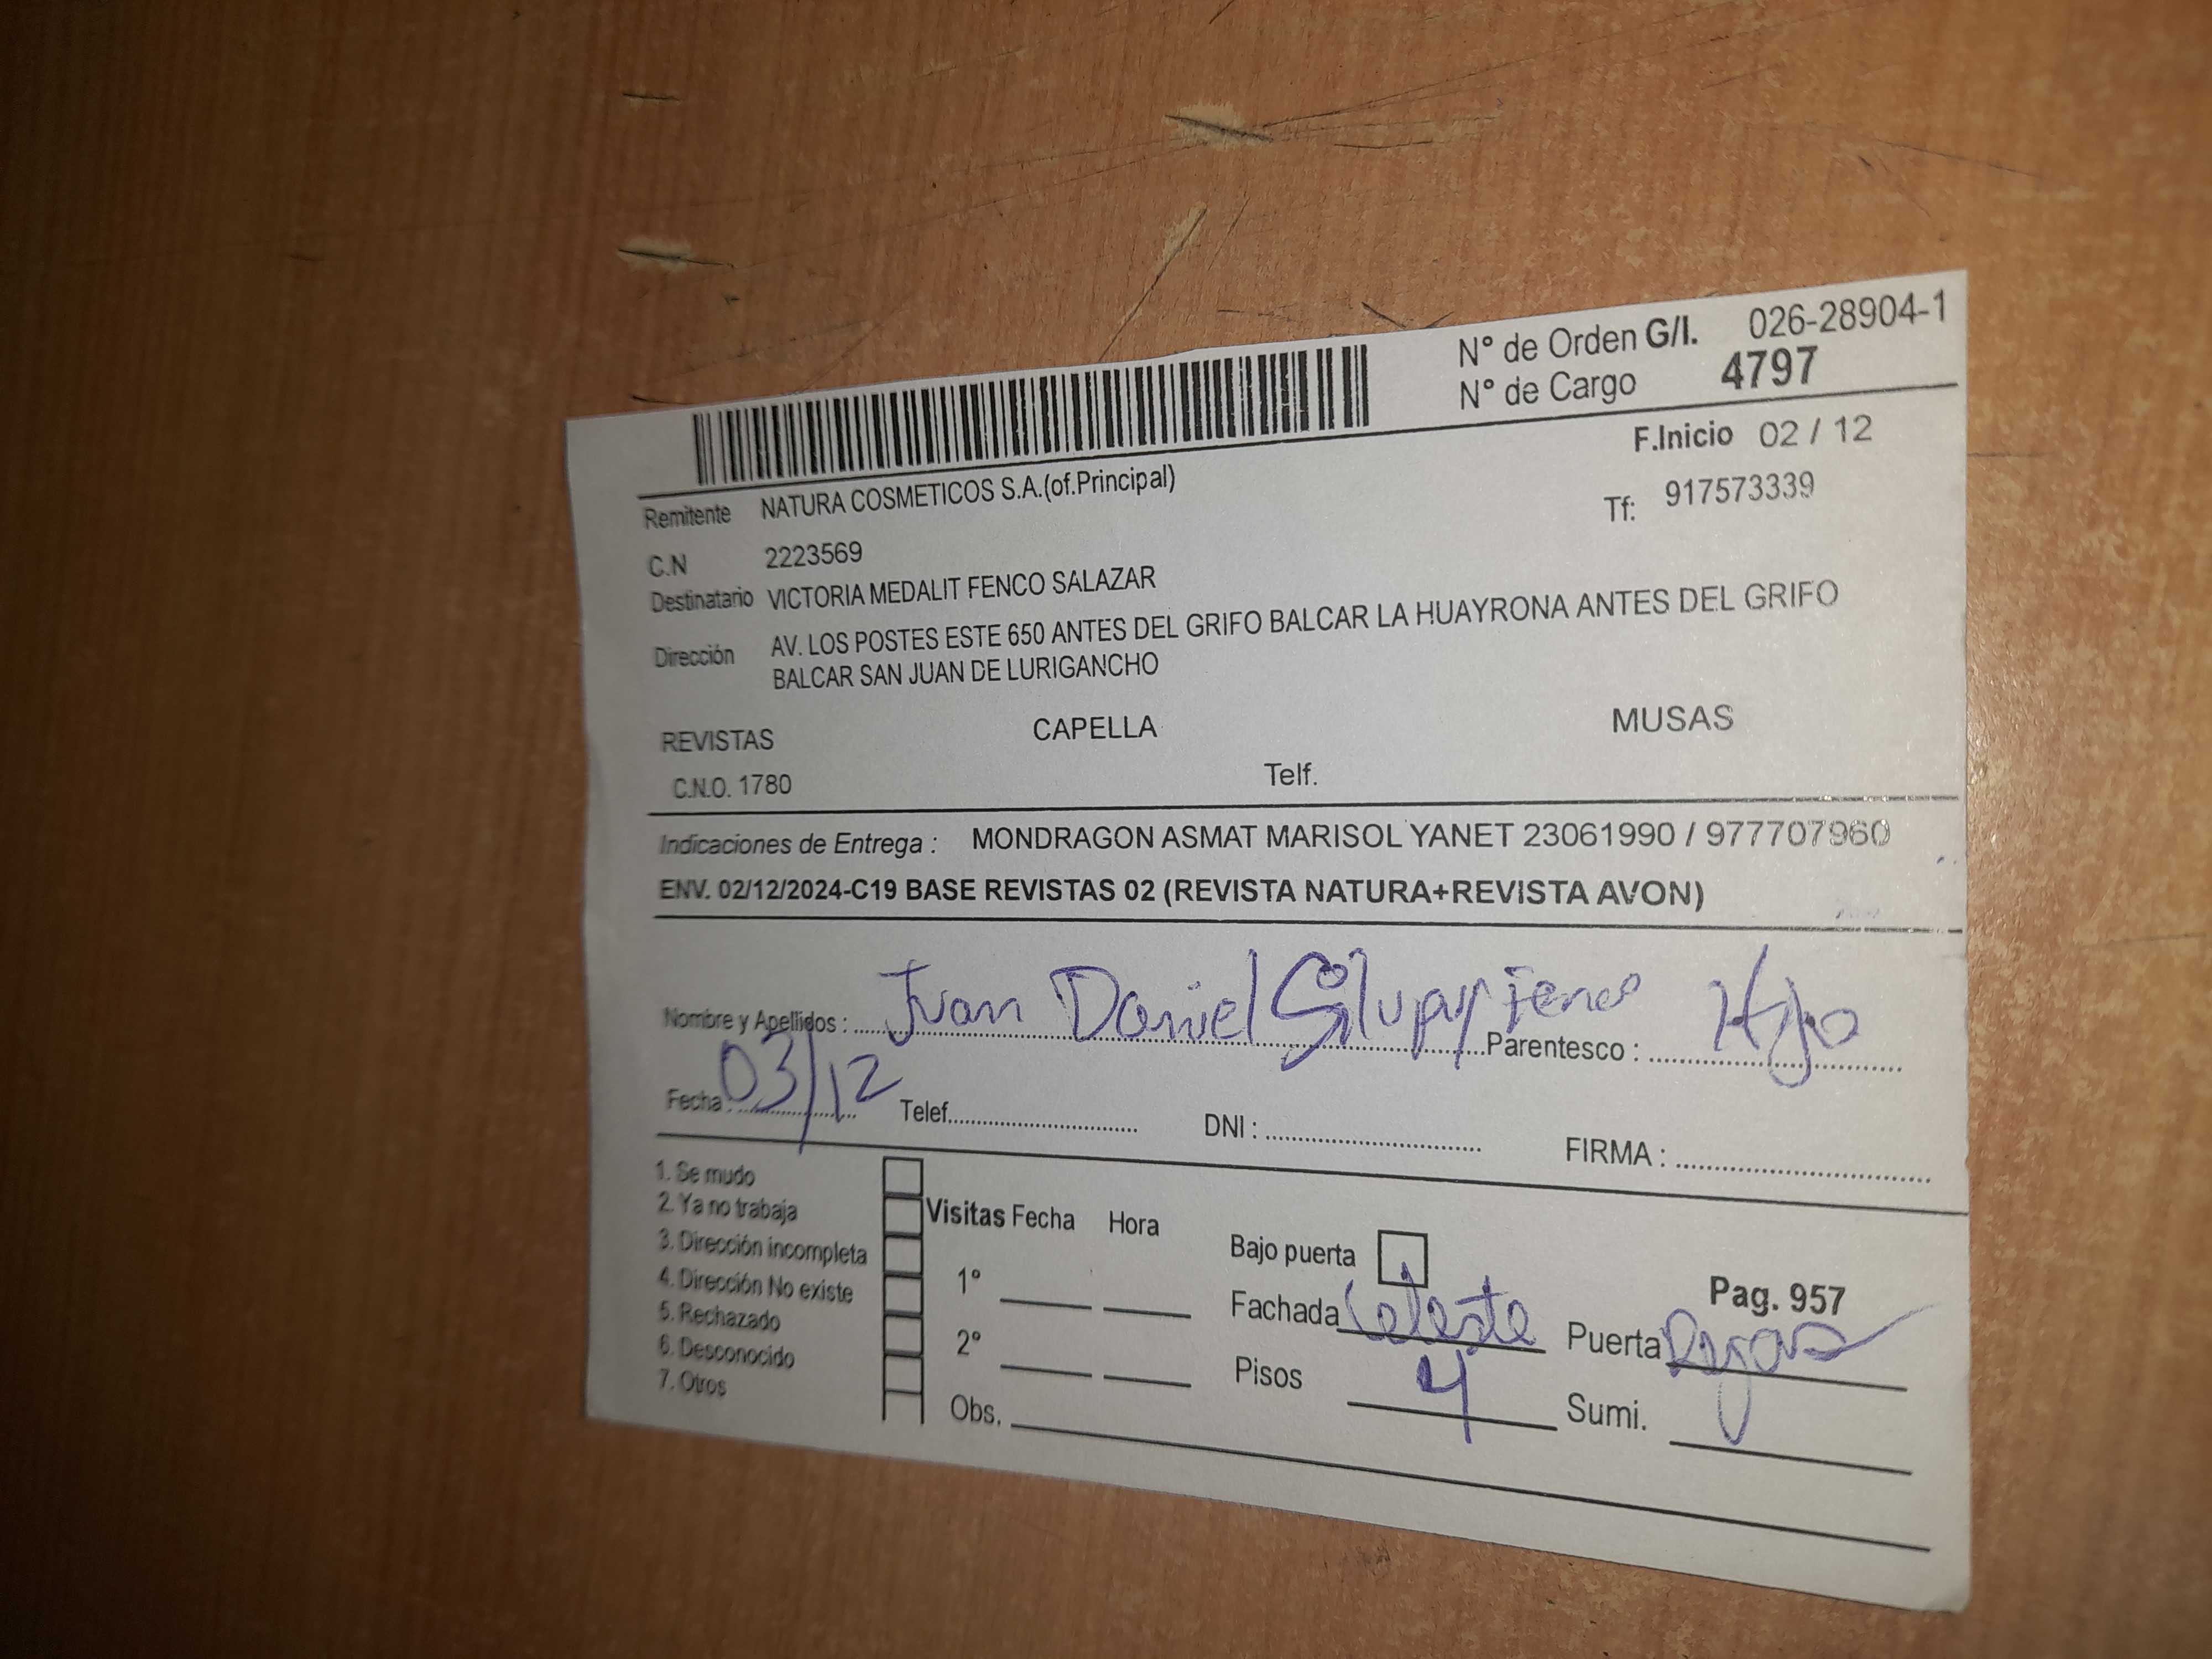 N° de Orden G/I. 026-28904-1
N° de Cargo 4797
F.Inicio 02 / 12
Remitente NATURA COSMETICOS S.A.(of.Principal)
Tf: 917573339
C.N 2223569
Destinatario VICTORIA MEDALIT FENCO SALAZAR
Dirección AV. LOS POSTES ESTE 650 ANTES DEL GRIFO BALCAR LA HUAYRONA ANTES DEL GRIFO
BALCAR SAN JUAN DE LURIGANCHO
REVISTAS CAPELLA MUSAS
C.N.O. 1780 Telf.
Indicaciones de Entrega : MONDRAGON ASMAT MARISOL YANET 23061990 / 977707960
ENV. 02/12/2024-C19 BASE REVISTAS 02 (REVISTA NATURA+REVISTA AVON)
Nombre y Apellidos : Juan Daniel Parentesco : Hijo
Fecha : 03/12 Telef. DNI : FIRMA :
1. Se mudo
2. Ya no trabaja
3. Dirección incompleta
4. Dirección No existe
5. Rechazado
6. Desconocido
7. Otros
Visitas Fecha Hora
1°
2°
Obs.
Bajo puerta
Fachada Celeste
Pisos 4
Pag. 957
Puerta Rejas
Sumi.